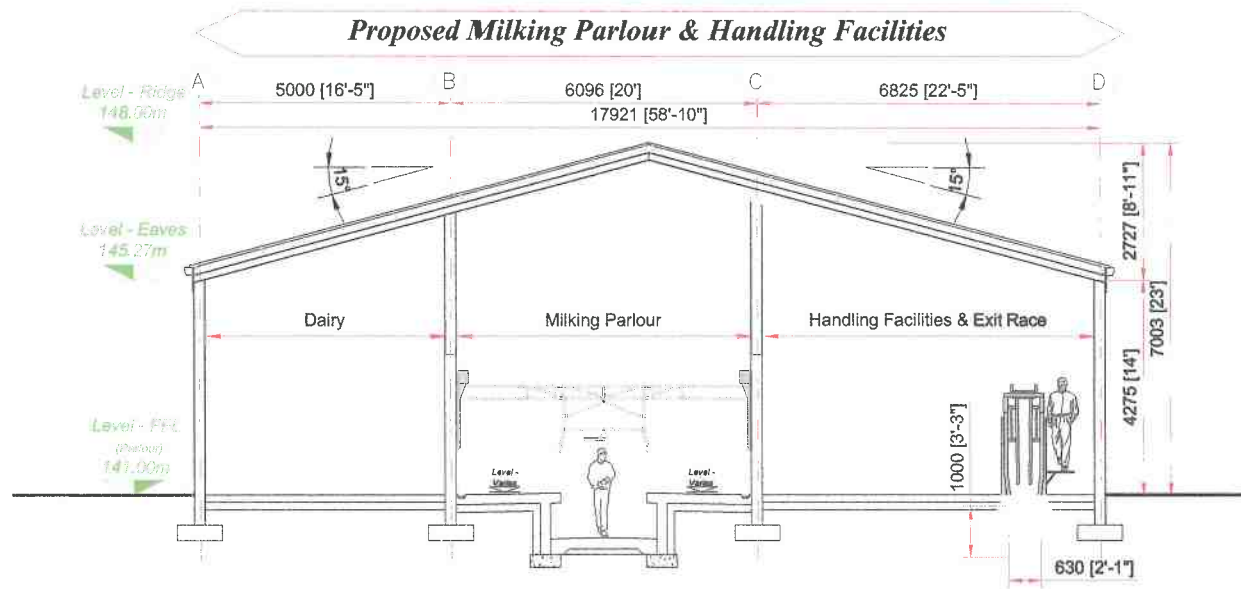 Proposed Milking Parlour & Handling Facilities
A B C D
Level - Ridge
148.00m
5000 [16'-5"] 6096 [20'] 6825 [22'-5"]
17921 [58'-10"]
15° 15°
2727 [8'-11"]
Level - Eaves
145.27m
7003 [23']
Dairy Milking Parlour Handling Facilities & Exit Race
4275 [14']
Level - FFL
(Parlour)
141.00m
Level -
Varies
Level -
Varies
1000 [3'-3"]
630 [2'-1"]